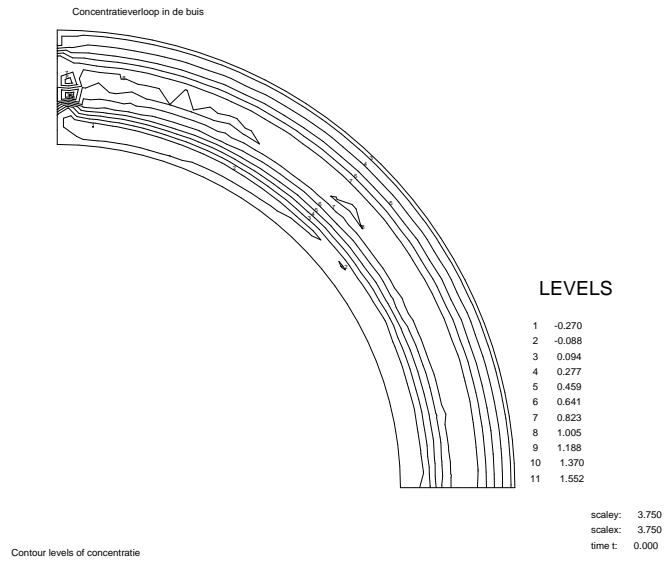 Concentratieverloop in de buis
LEVELS
1 -0.270
2 -0.088
3 0.094
4 0.277
5 0.459
6 0.641
7 0.823
8 1.005
9 1.188
10 1.370
11 1.552
scaley: 3.750
scalex: 3.750
time t: 0.000
Contour levels of concentratie